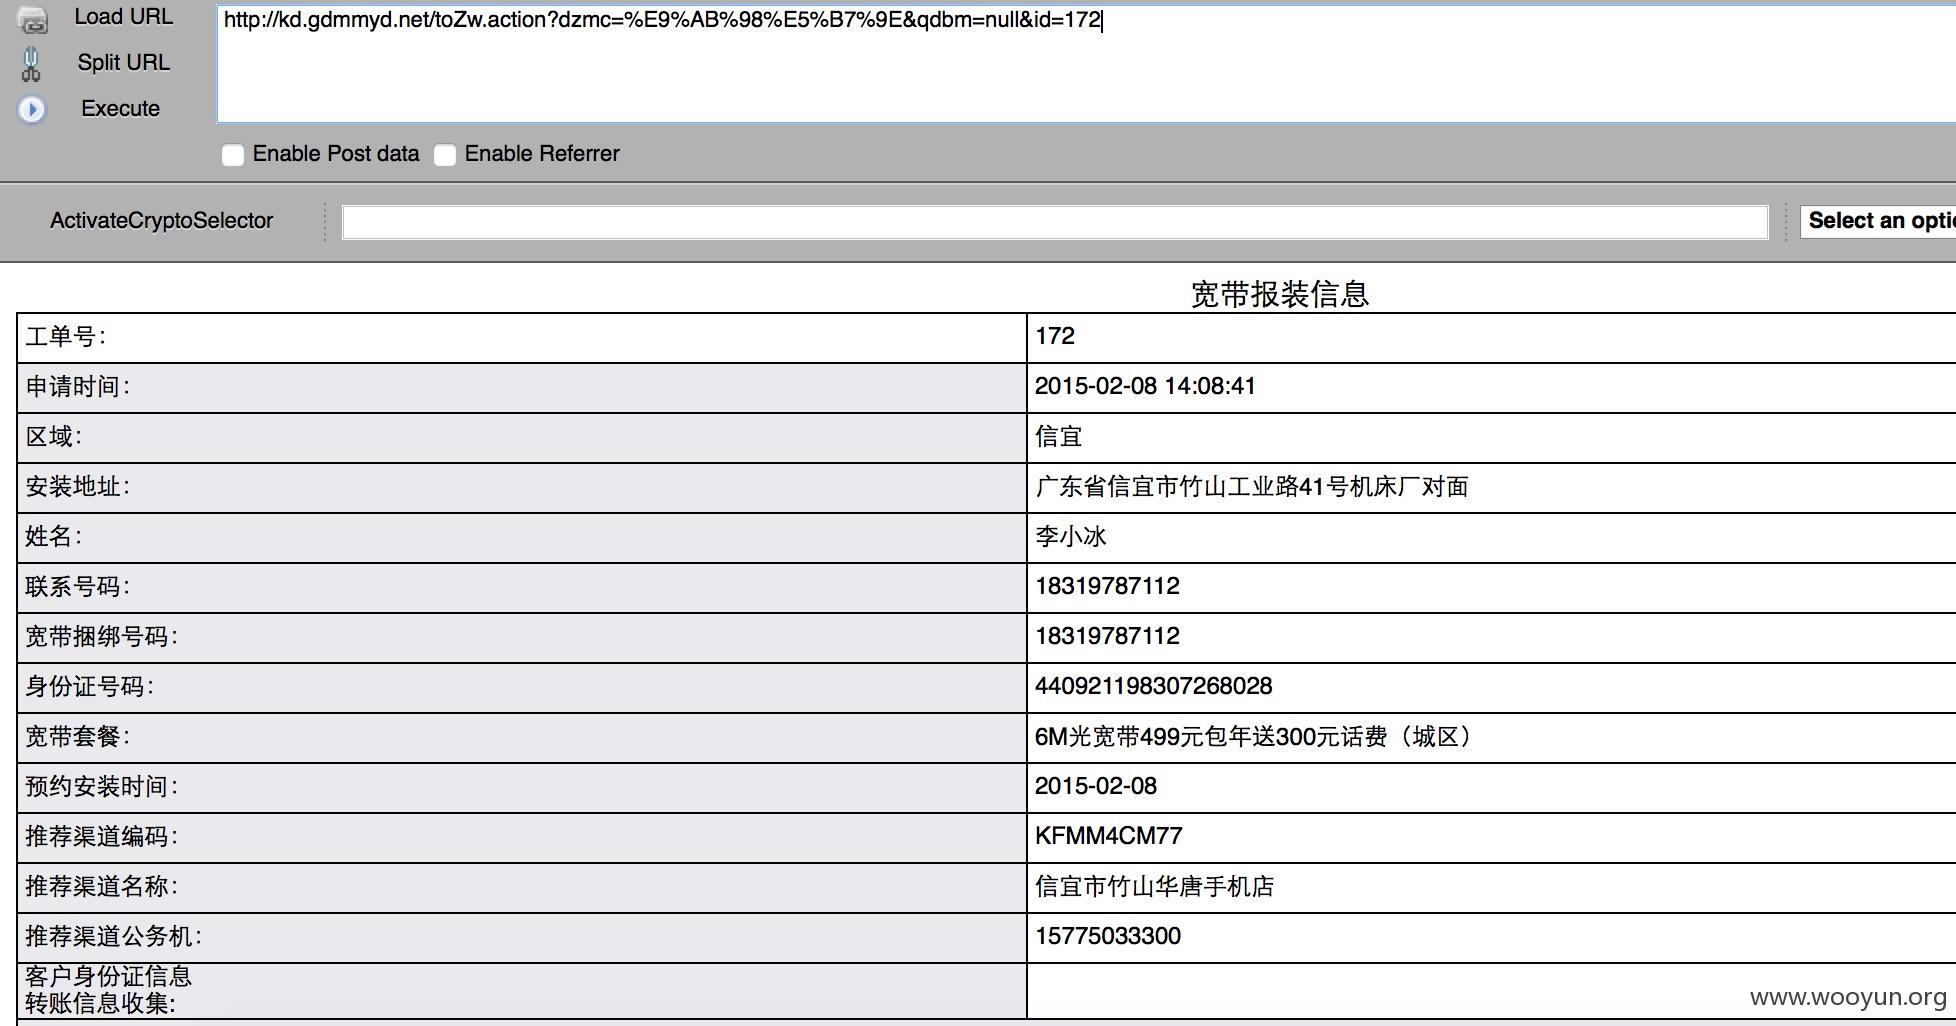 Load URL
http://kd.gdmmyd.net/toZw.action?dzmc=%E9%AB%98%E5%B7%9E&qdbm=null&id=172
Split URL
Execute
Enable Post data Enable Referrer
ActivateCryptoSelector
Select an optio
宽带报装信息
工单号: 172
申请时间: 2015-02-08 14:08:41
区域: 信宜
安装地址: 广东省信宜市竹山工业路41号机床厂对面
姓名: 李小冰
联系号码: 18319787112
宽带捆绑号码: 18319787112
身份证号码: 440921198307268028
宽带套餐: 6M光宽带499元包年送300元话费（城区）
预约安装时间: 2015-02-08
推荐渠道编码: KFMM4CM77
推荐渠道名称: 信宜市竹山华唐手机店
推荐渠道公务机: 15775033300
客户身份证信息
转账信息收集:
www.wooyun.org